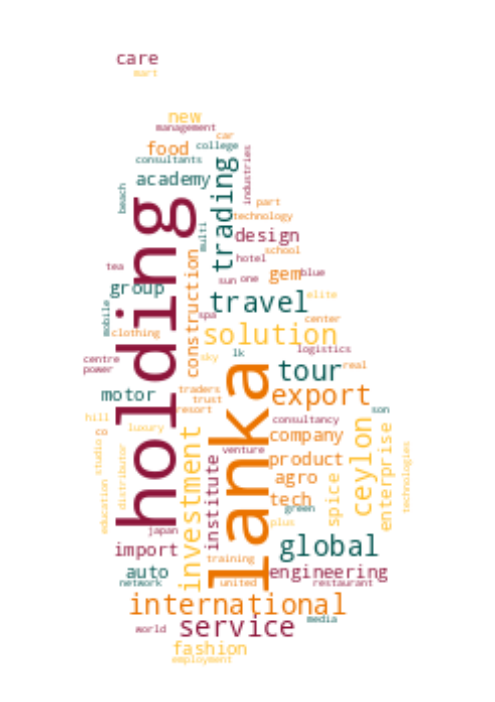 care
mart
new
management
car
food
college
consultants
academy
trading
industries
beach
holding
part
technology
multi
design
school
hotel
tea
construction
gem
blue
sun
one
group
travel
elite
mobile
spa
center
clothing
solution
logistics
centre
sky
lk
tour
real
power
motor
traders
trust
export
resort
lanka
son
hill
co
luxury
consultancy
company
ceylon
enterprise
studio
distributor
investment
institute
venture
product
technologies
agro
tech
spice
education
green
plus
japan
import
global
training
auto
engineering
network
united
restaurant
international
media
world
service
fashion
employment